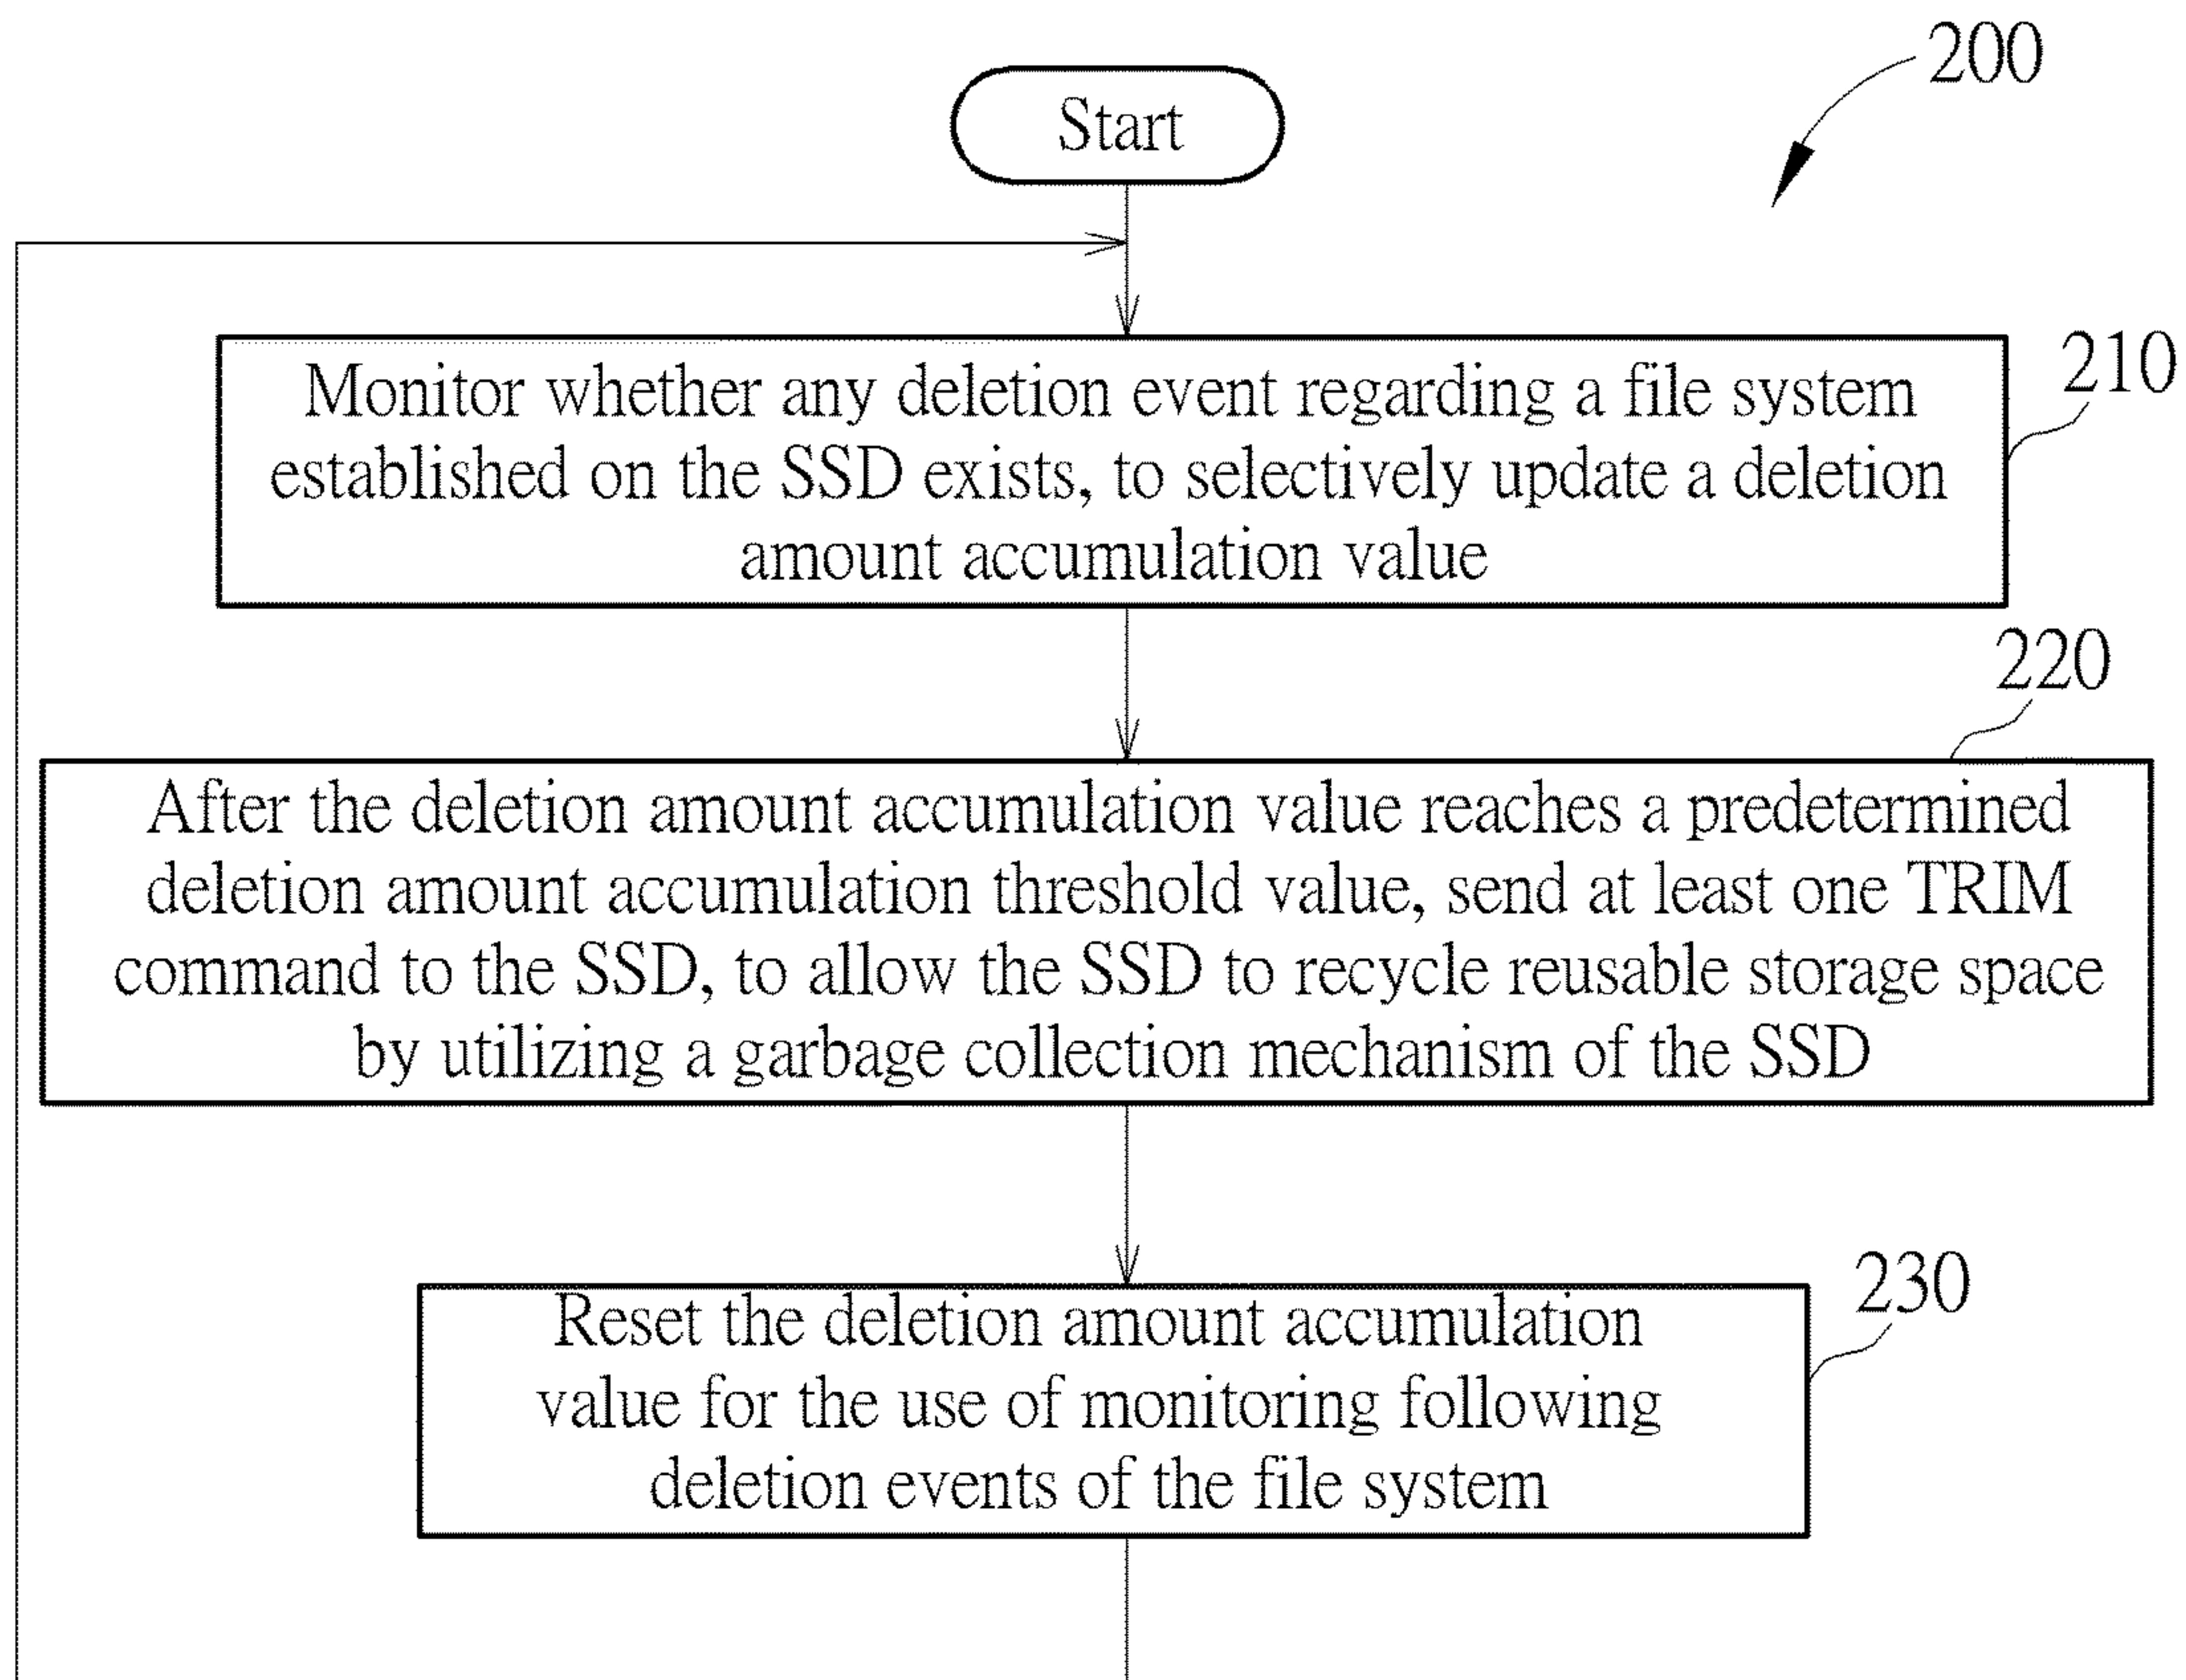 200
Start
210
Monitor whether any deletion event regarding a file system
established on the SSD exists, to selectively update a deletion
amount accumulation value
220
After the deletion amount accumulation value reaches a predetermined
deletion amount accumulation threshold value, send at least one TRIM
command to the SSD, to allow the SSD to recycle reusable storage space
by utilizing a garbage collection mechanism of the SSD
230
Reset the deletion amount accumulation
value for the use of monitoring following
deletion events of the file system